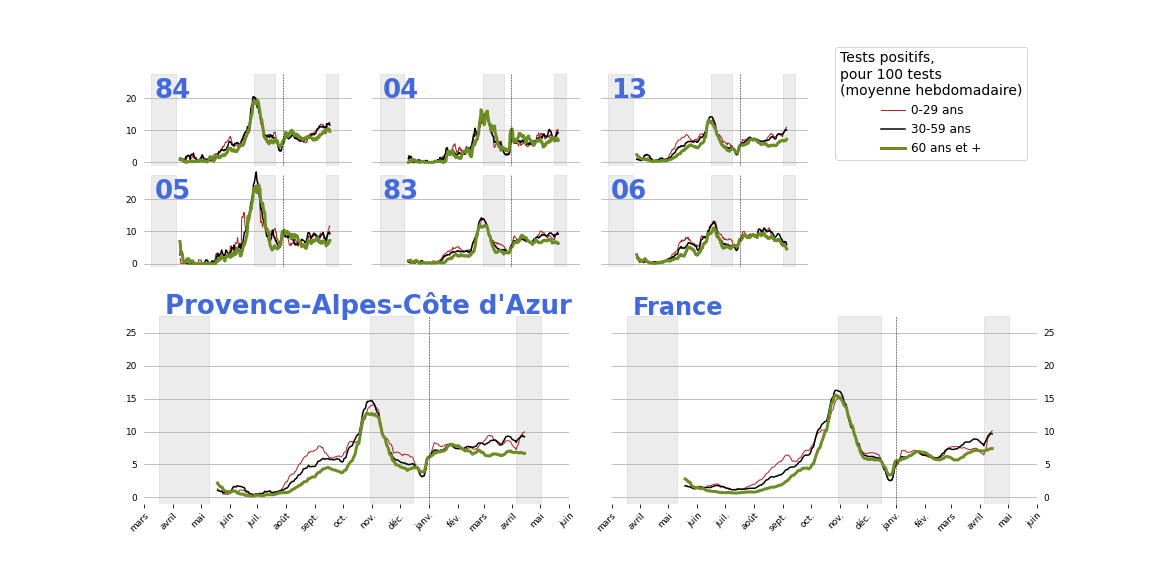 Tests positifs,
pour 100 tests
(moyenne hebdomadaire)
0-29 ans
30-59 ans
60 ans et +
84
04
13
20
10
0
05
83
06
20
10
0
Provence-Alpes-Côte d'Azur
France
25
20
15
10
5
0
25
20
15
10
5
0
mars avril mai juin juil. août sept. oct. nov. déc. janv. fév. mars avril mai juin
mars avril mai juin juil. août sept. oct. nov. déc. janv. fév. mars avril mai juin